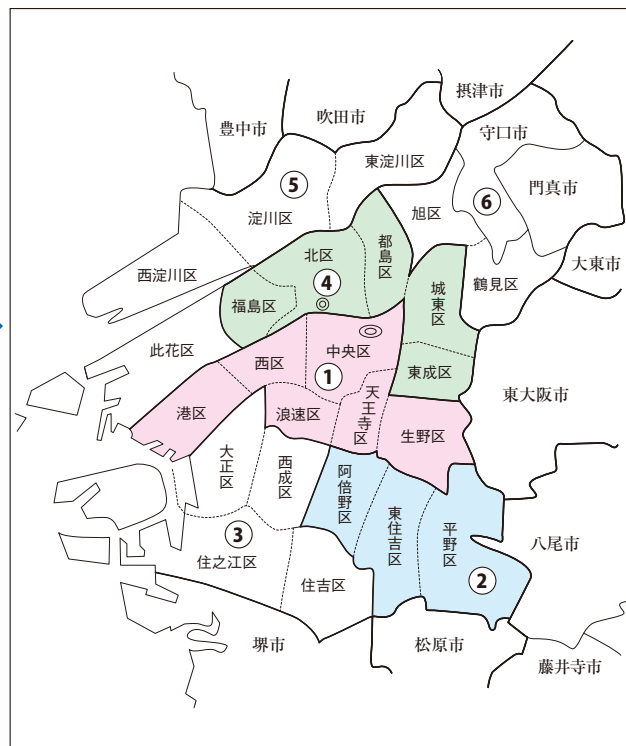 摂津市
吹田市
豊中市
守口市
東淀川区
門真市
⑤
淀川区
旭区
⑥
都島区
北区
大東市
西淀川区
④
鶴見区
城東区
福島区
此花区
中央区
西区
東成区
①
東大阪市
天王寺区
港区
浪速区
生野区
大正区
西成区
阿倍野区
東住吉区
平野区
③
八尾市
住之江区
住吉区
②
堺市
松原市
藤井寺市